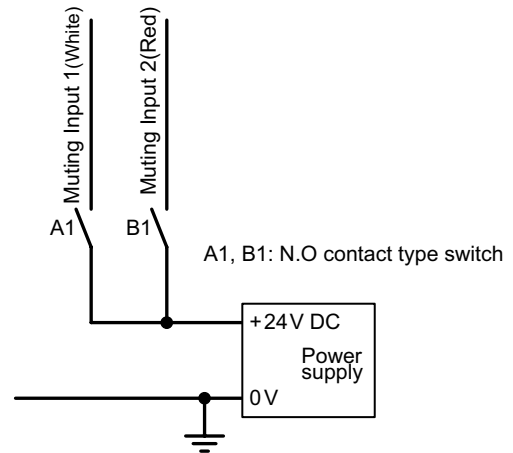 Muting Input 1(White)
Muting Input 2(Red)
A1
B1
A1, B1: N.O contact type switch
+24V DC
Power
supply
0V